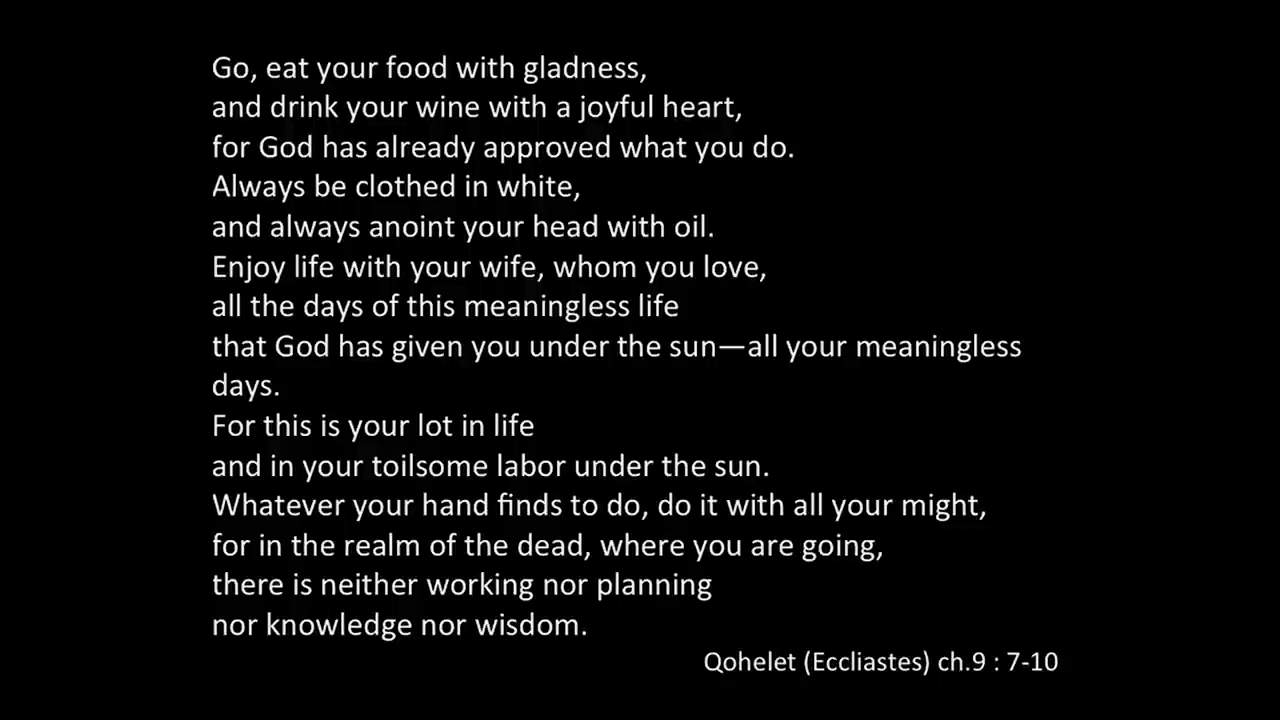 Go, eat your food with gladness,
and drink your wine with a joyful heart,
for God has already approved what you do.
Always be clothed in white,
and always anoint your head with oil.
Enjoy life with your wife, whom you love,
all the days of this meaningless life
that God has given you under the sun—all your meaningless
days.
For this is your lot in life
and in your toilsome labor under the sun.
Whatever your hand finds to do, do it with all your might,
for in the realm of the dead, where you are going,
there is neither working nor planning
nor knowledge nor wisdom.
Qohelet (Eccliastes) ch.9 : 7-10